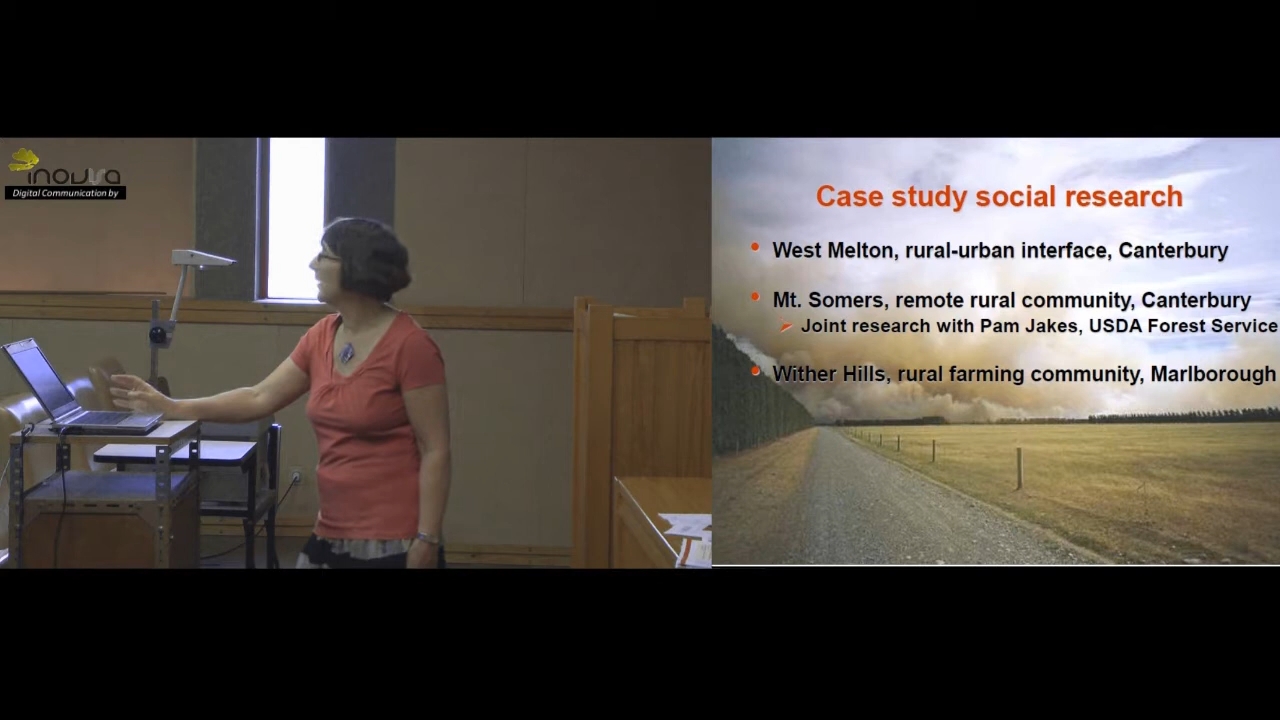 inovra
Digital Communication by
Case study social research
West Melton, rural-urban interface, Canterbury
Mt. Somers, remote rural community, Canterbury
Joint research with Pam Jakes, USDA Forest Service
Wither Hills, rural farming community, Marlborough